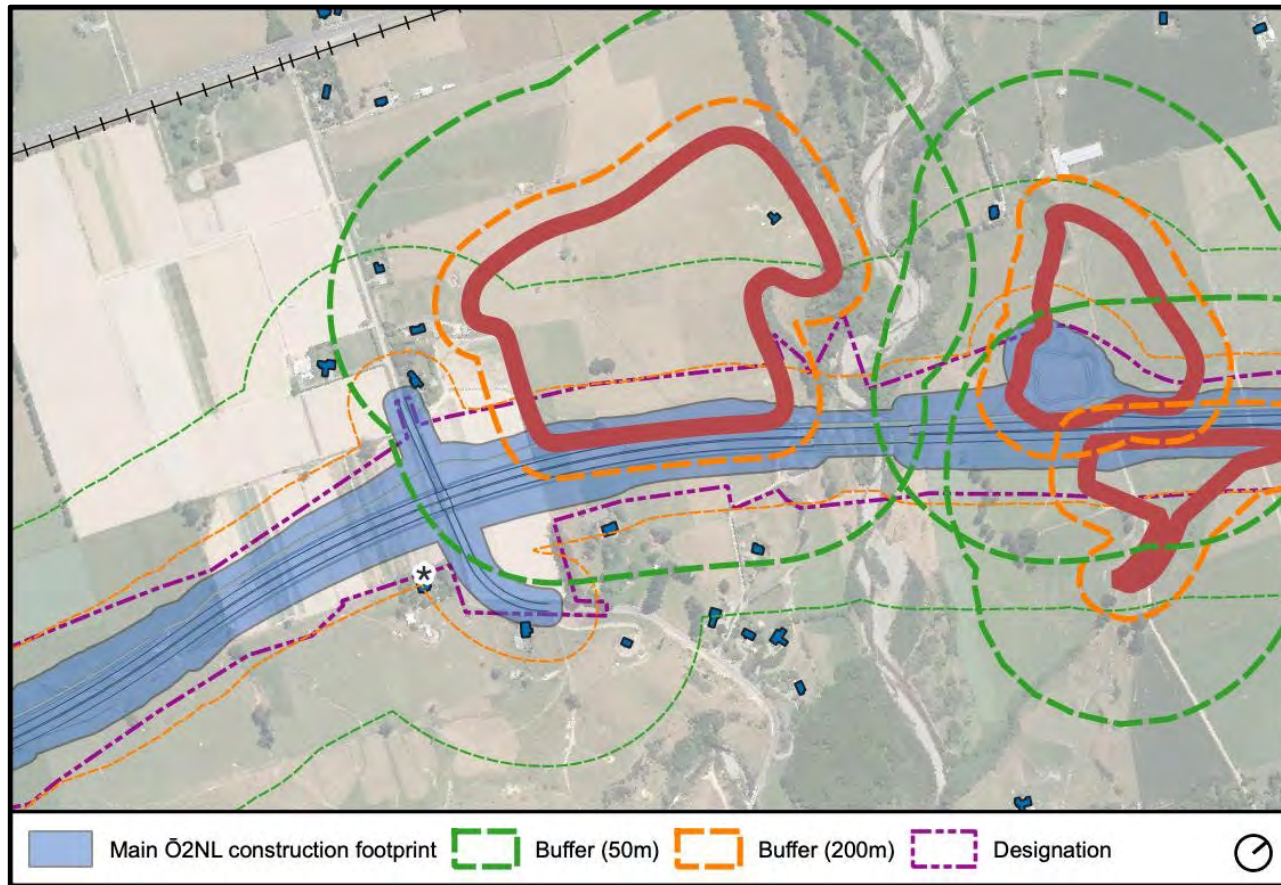 *
Main Ō2NL construction footprint Buffer (50m) Buffer (200m) Designation